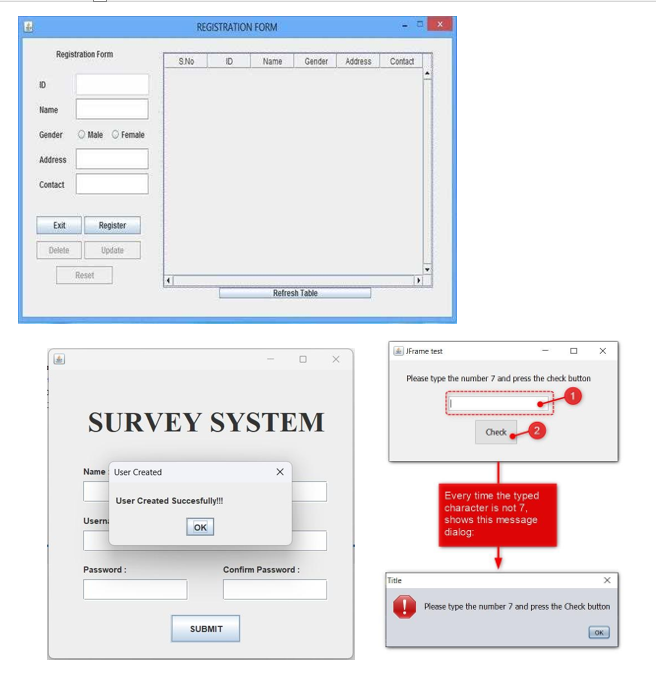 REGISTRATION FORM
Registration Form
S.No ID Name Gender Address Contact
ID
Name
Gender Male Female
Address
Contact
Exit Register
Delete Update
Reset
Refresh Table
SURVEY SYSTEM
Name
User Created
User Created Succesfully!!!
OK
Userna
Password : Confirm Password :
SUBMIT
JFrame test
Please type the number 7 and press the check button
1
Check
2
Every time the typed
character is not 7,
shows this message
dialog:
Title
Please type the number 7 and press the Check button
OK